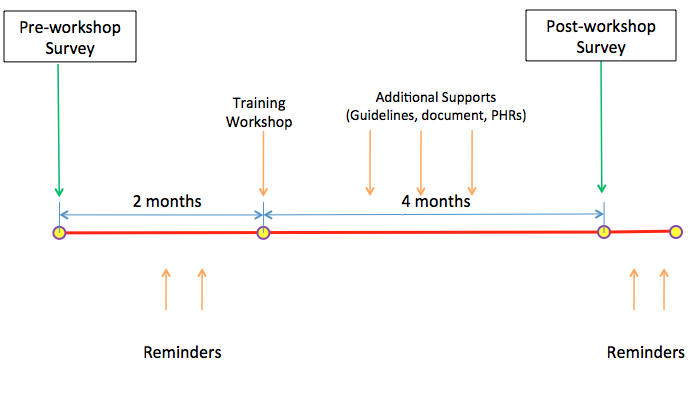 Pre-workshop
Survey
Post-workshop
Survey
Training
Workshop
Additional Supports
(Guidelines, document, PHRs)
2 months
4 months
Reminders
Reminders